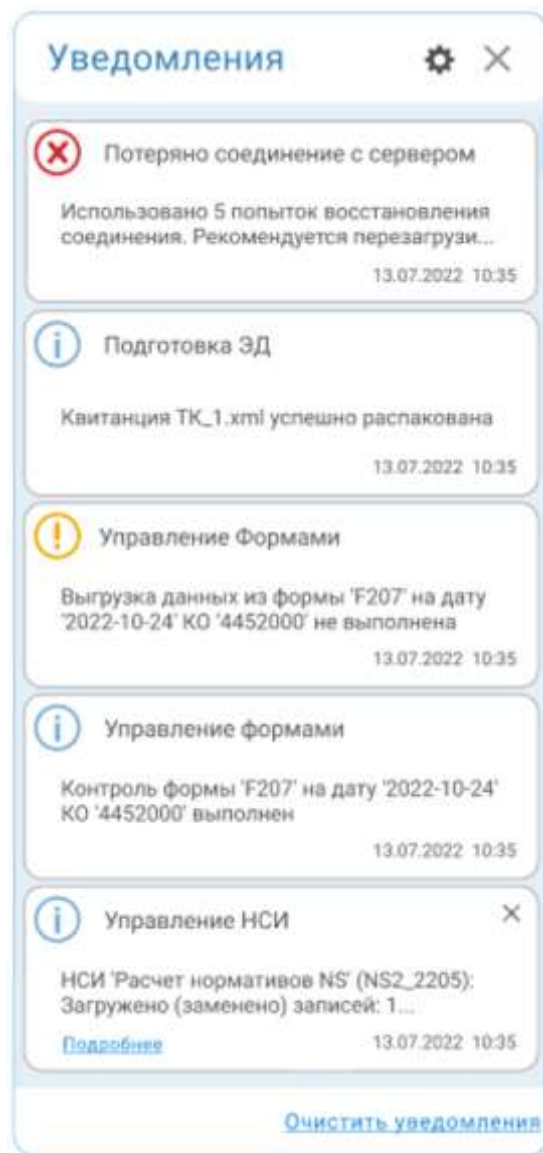 Уведомления
Потеряно соединение с сервером
Использовано 5 попыток восстановления
соединения. Рекомендуется перезагрузи...
13.07.2022 10:35
Подготовка ЭД
Квитанция ТК_1.xml успешно распакована
13.07.2022 10:35
Управление Формами
Выгрузка данных из формы 'F207' на дату
'2022-10-24' КО '4452000' не выполнена
13.07.2022 10:35
Управление формами
Контроль формы 'F207' на дату '2022-10-24'
КО '4452000' выполнен
13.07.2022 10:35
Управление НСИ
НСИ 'Расчет нормативов NS' (NS2_2205):
Загружено (заменено) записей: 1...
Подробнее 13.07.2022 10:35
Очистить уведомления